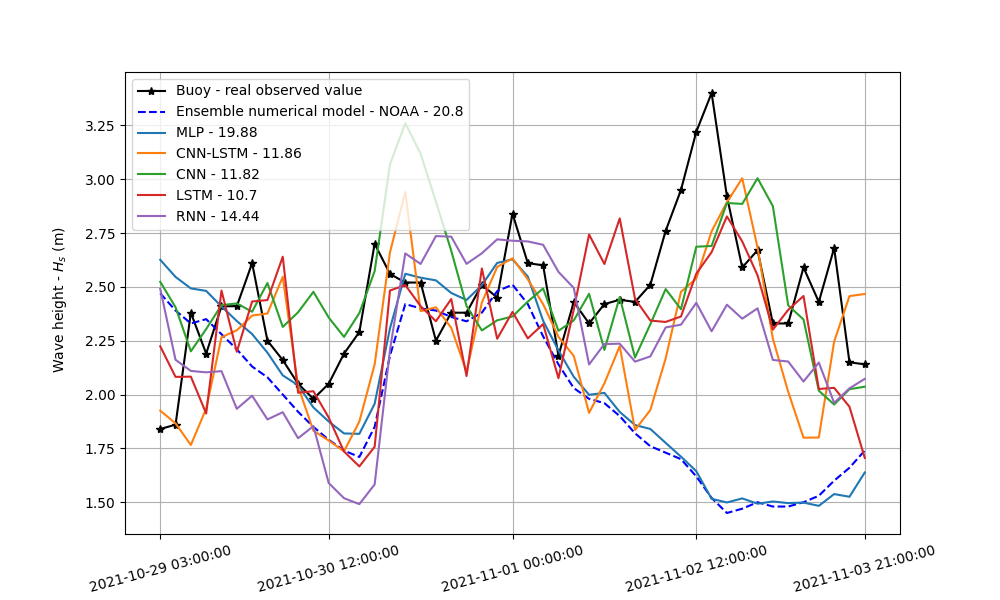 Buoy - real observed value
Ensemble numerical model - NOAA - 20.8
MLP - 19.88
CNN-LSTM - 11.86
CNN - 11.82
LSTM - 10.7
RNN - 14.44
Wave height - Hs (m)
3.25
3.00
2.75
2.50
2.25
2.00
1.75
1.50
2021-10-29 03:00:00
2021-10-30 12:00:00
2021-11-01 00:00:00
2021-11-02 12:00:00
2021-11-03 21:00:00